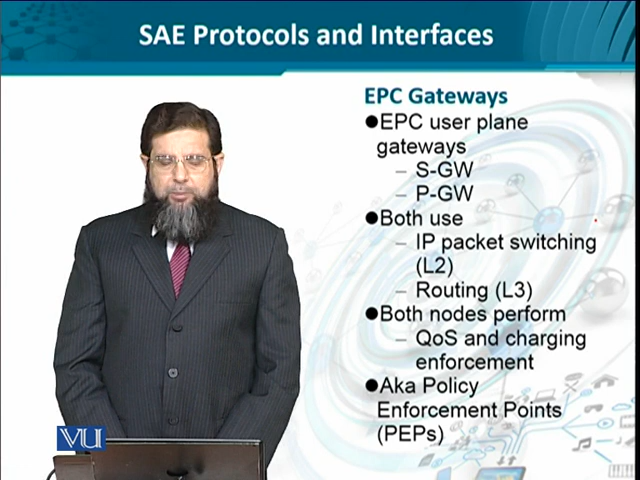 SAE Protocols and Interfaces
EPC Gateways
●EPC user plane
gateways
– S-GW
– P-GW
●Both use
– IP packet switching
(L2)
– Routing (L3)
●Both nodes perform
– QoS and charging
enforcement
●Aka Policy
Enforcement Points
(PEPs)
VU